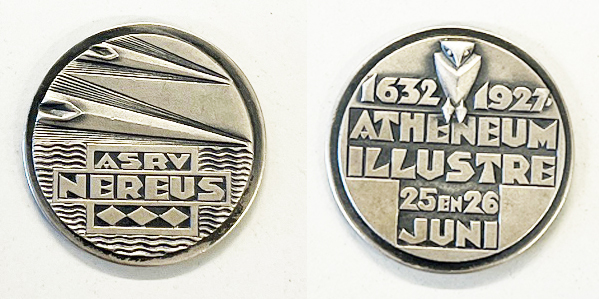 ASRV
NEREUS
1632 1927.
ATHENEUM
ILLUSTRE
25 EN 26
JUNI